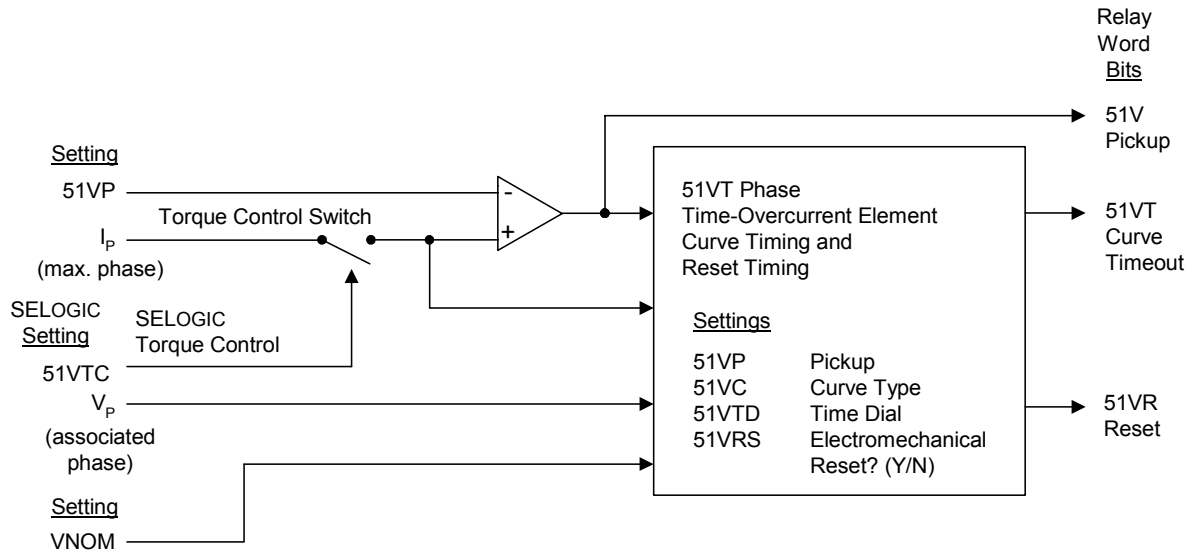 Relay
Word
Bits
51V
Pickup
Setting
51VP
Torque Control Switch
IP
(max. phase)
SELOGIC
Setting
SELOGIC
Torque Control
51VTC
VP
(associated
phase)
Setting
VNOM
-
+
51VT Phase
Time-Overcurrent Element
Curve Timing and
Reset Timing
Settings
51VP Pickup
51VC Curve Type
51VTD Time Dial
51VRS Electromechanical
Reset? (Y/N)
51VT
Curve
Timeout
51VR
Reset